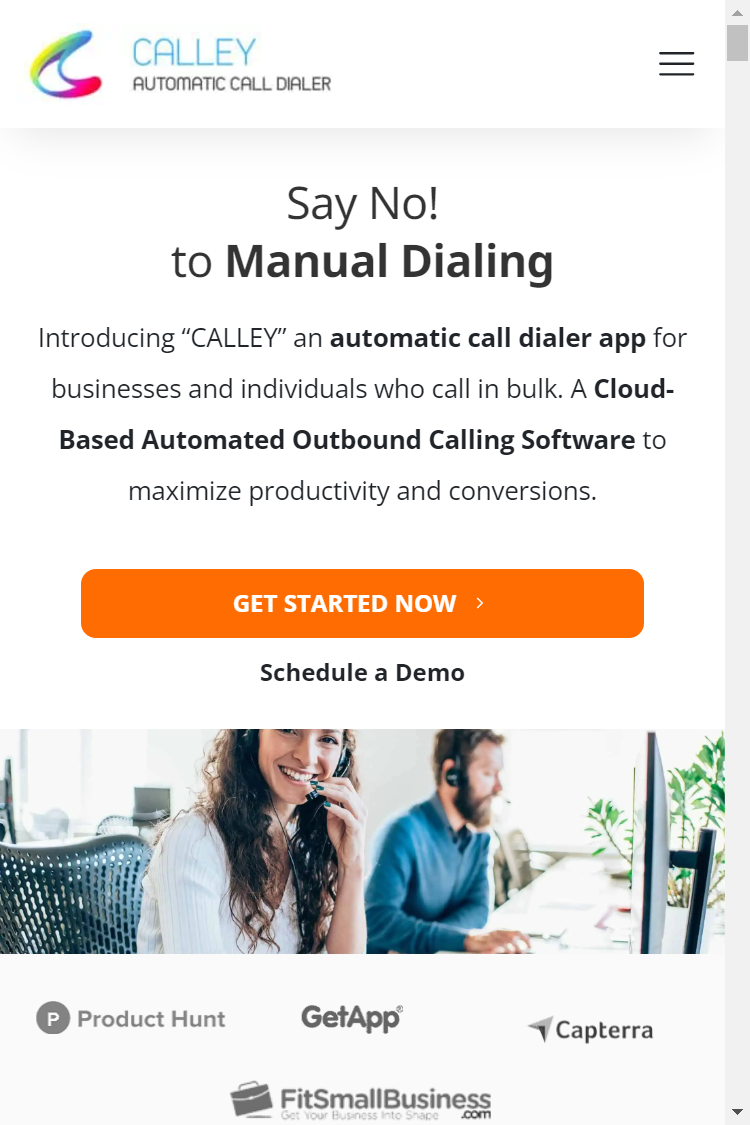 CALLEY
AUTOMATIC CALL DIALER
Say No!
to Manual Dialing
Introducing “CALLEY” an automatic call dialer app for
businesses and individuals who call in bulk. A Cloud-
Based Automated Outbound Calling Software to
maximize productivity and conversions.
GET STARTED NOW
Schedule a Demo
P Product Hunt
GetApp®
Capterra
FitSmallBusiness
Get Your Business Into Shape .com